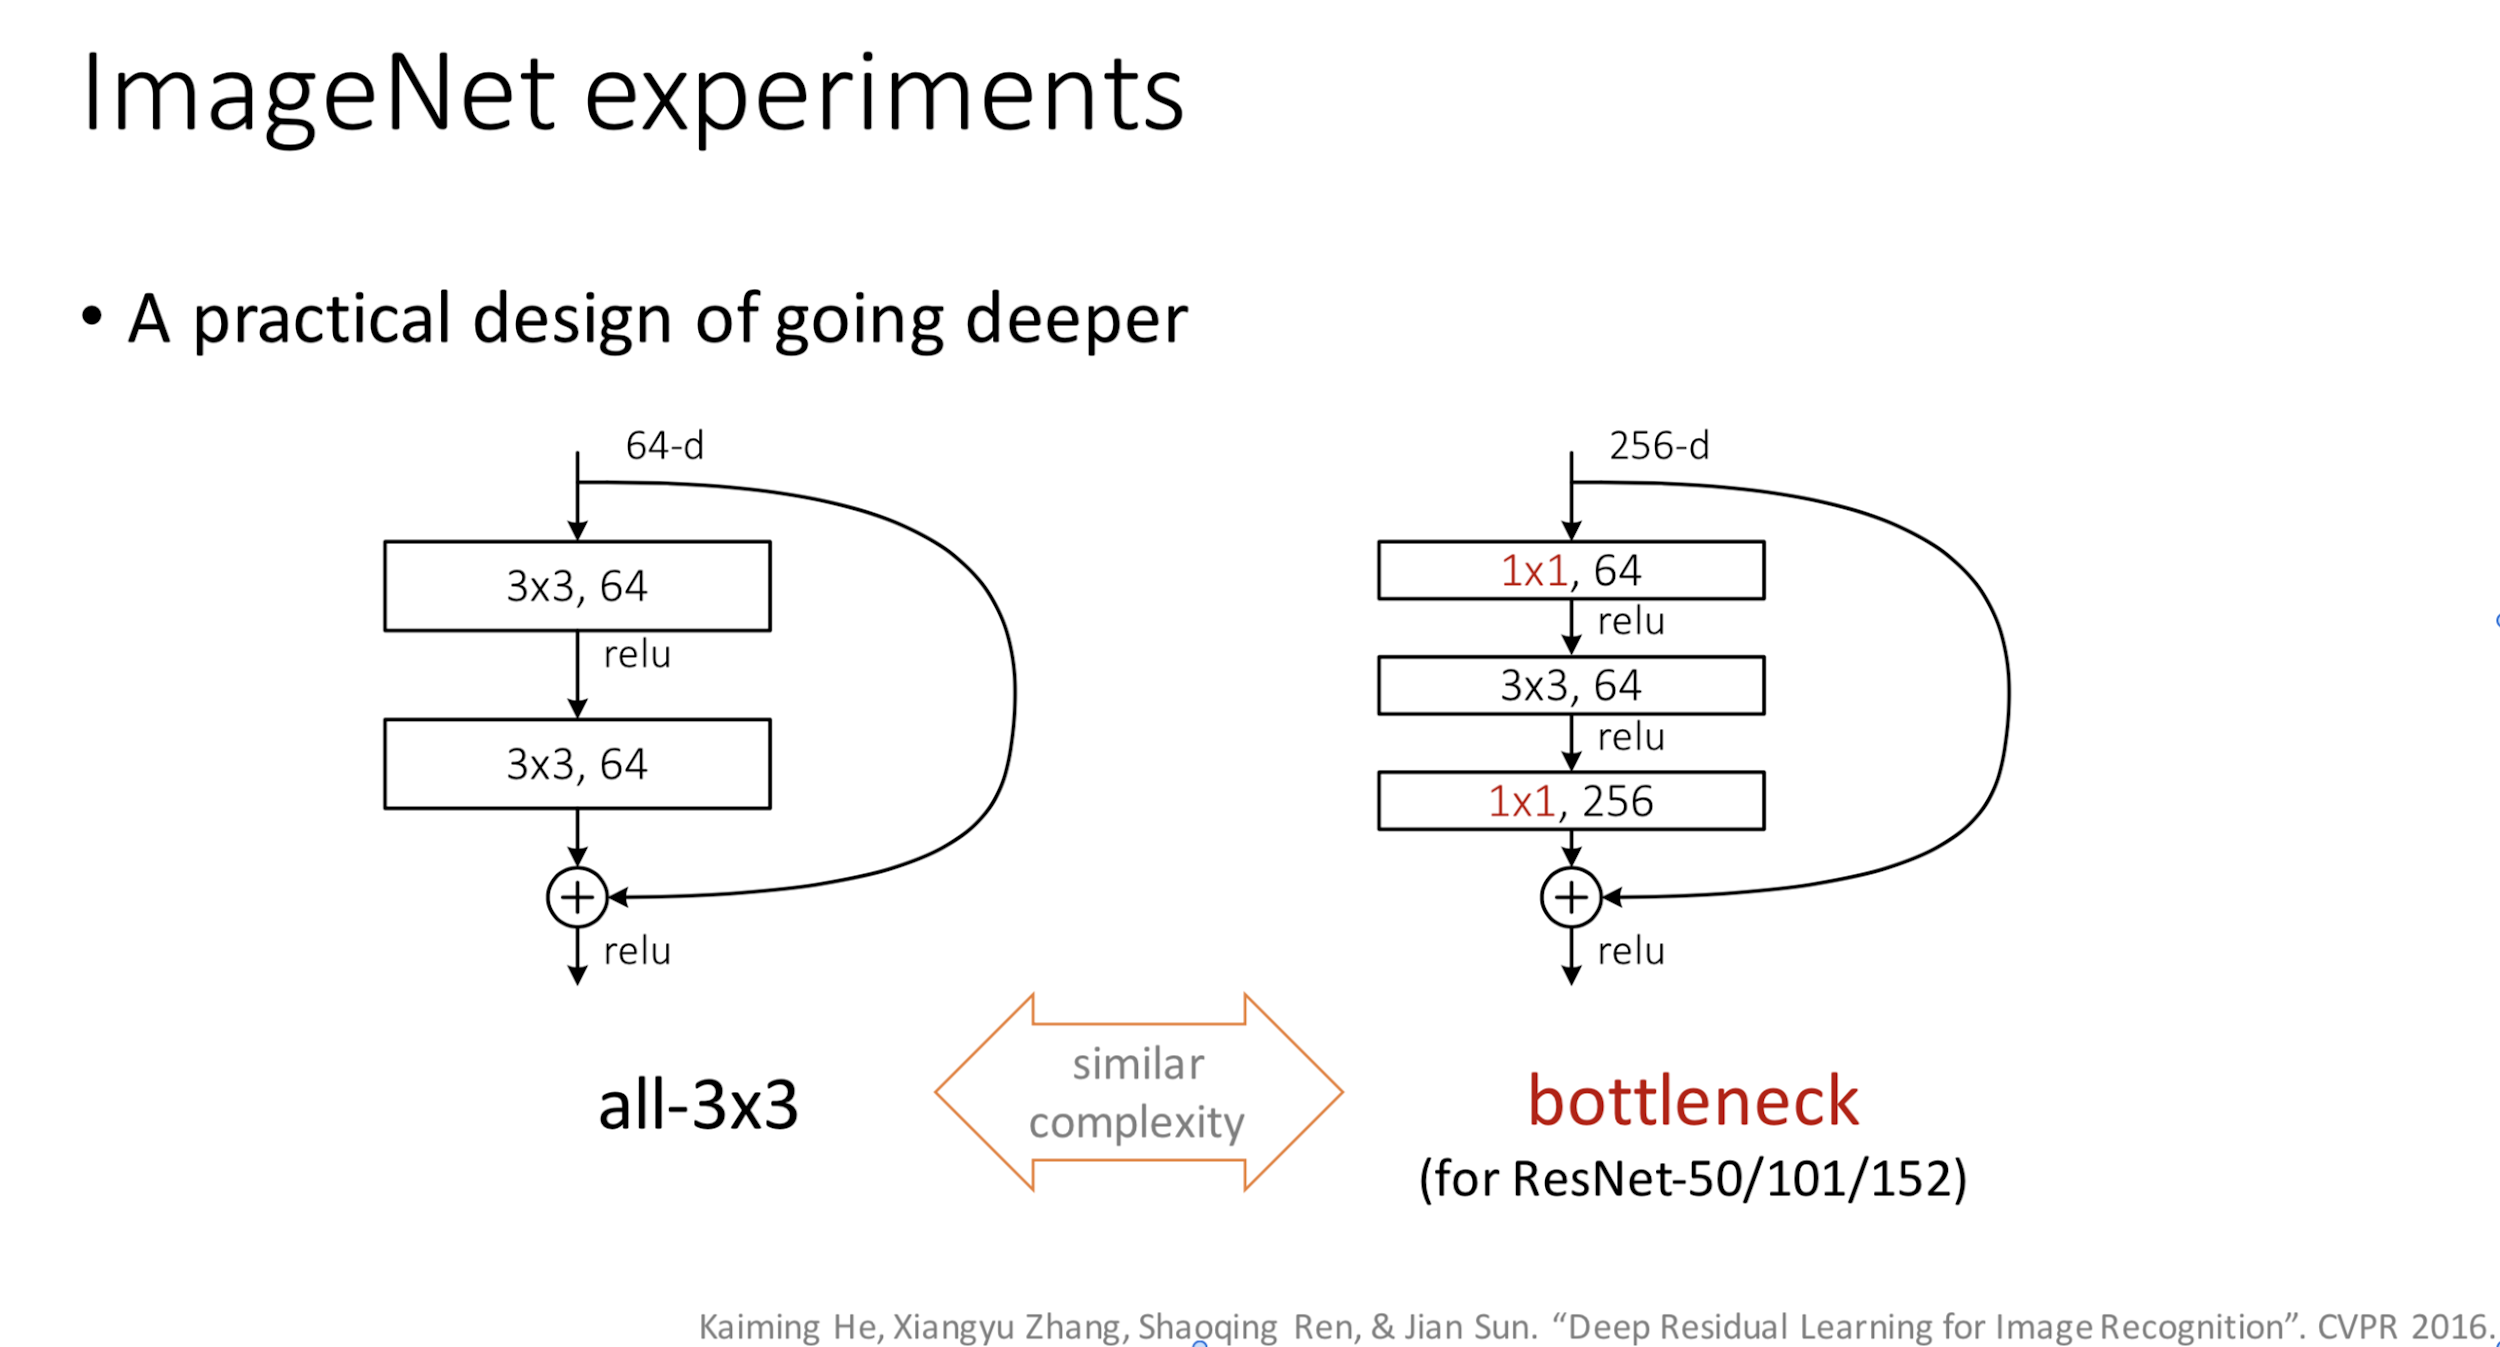 ImageNet experiments
• A practical design of going deeper
64-d
3x3, 64
relu
3x3, 64
+
relu
all-3x3
similar
complexity
256-d
1x1, 64
relu
3x3, 64
relu
1x1, 256
+
relu
bottleneck
(for ResNet-50/101/152)
Kaiming He, Xiangyu Zhang, Shaoqing Ren, & Jian Sun. “Deep Residual Learning for Image Recognition”. CVPR 2016.